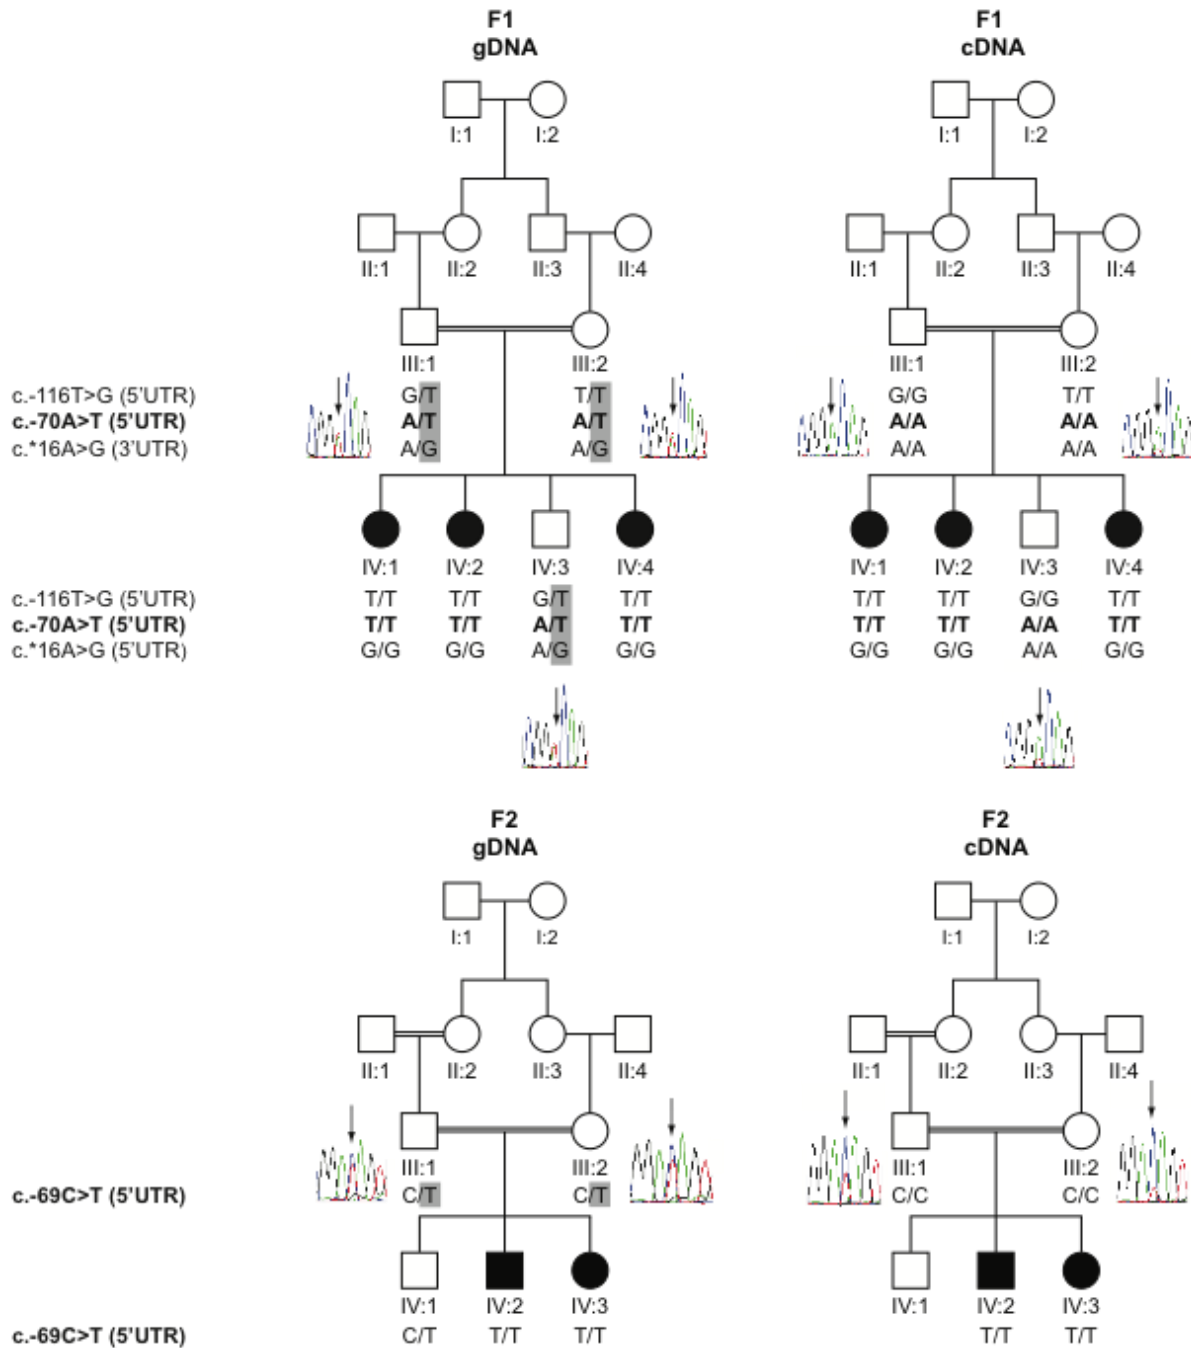 F1 F1
gDNA cDNA
I:1 I:2 I:1 I:2
II:1 II:2 II:3 II:4 II:1 II:2 II:3 II:4
III:1 III:2 III:1 III:2
c.-116T>G (5'UTR) G/T T/T G/G T/T
c.-70A>T (5'UTR) A/T A/T A/A A/A
c.*16A>G (3'UTR) A/G A/G A/A A/A
IV:1 IV:2 IV:3 IV:4 IV:1 IV:2 IV:3 IV:4
c.-116T>G (5'UTR) T/T T/T G/T T/T T/T T/T G/G T/T
c.-70A>T (5'UTR) T/T T/T A/T T/T T/T T/T A/A T/T
c.*16A>G (5'UTR) G/G G/G A/G G/G G/G G/G A/A G/G
F2 F2
gDNA cDNA
I:1 I:2 I:1 I:2
II:1 II:2 II:3 II:4 II:1 II:2 II:3 II:4
III:1 III:2 III:1 III:2
c.-69C>T (5'UTR) C/T C/T C/C C/C
IV:1 IV:2 IV:3 IV:1 IV:2 IV:3
c.-69C>T (5'UTR) C/T T/T T/T T/T T/T